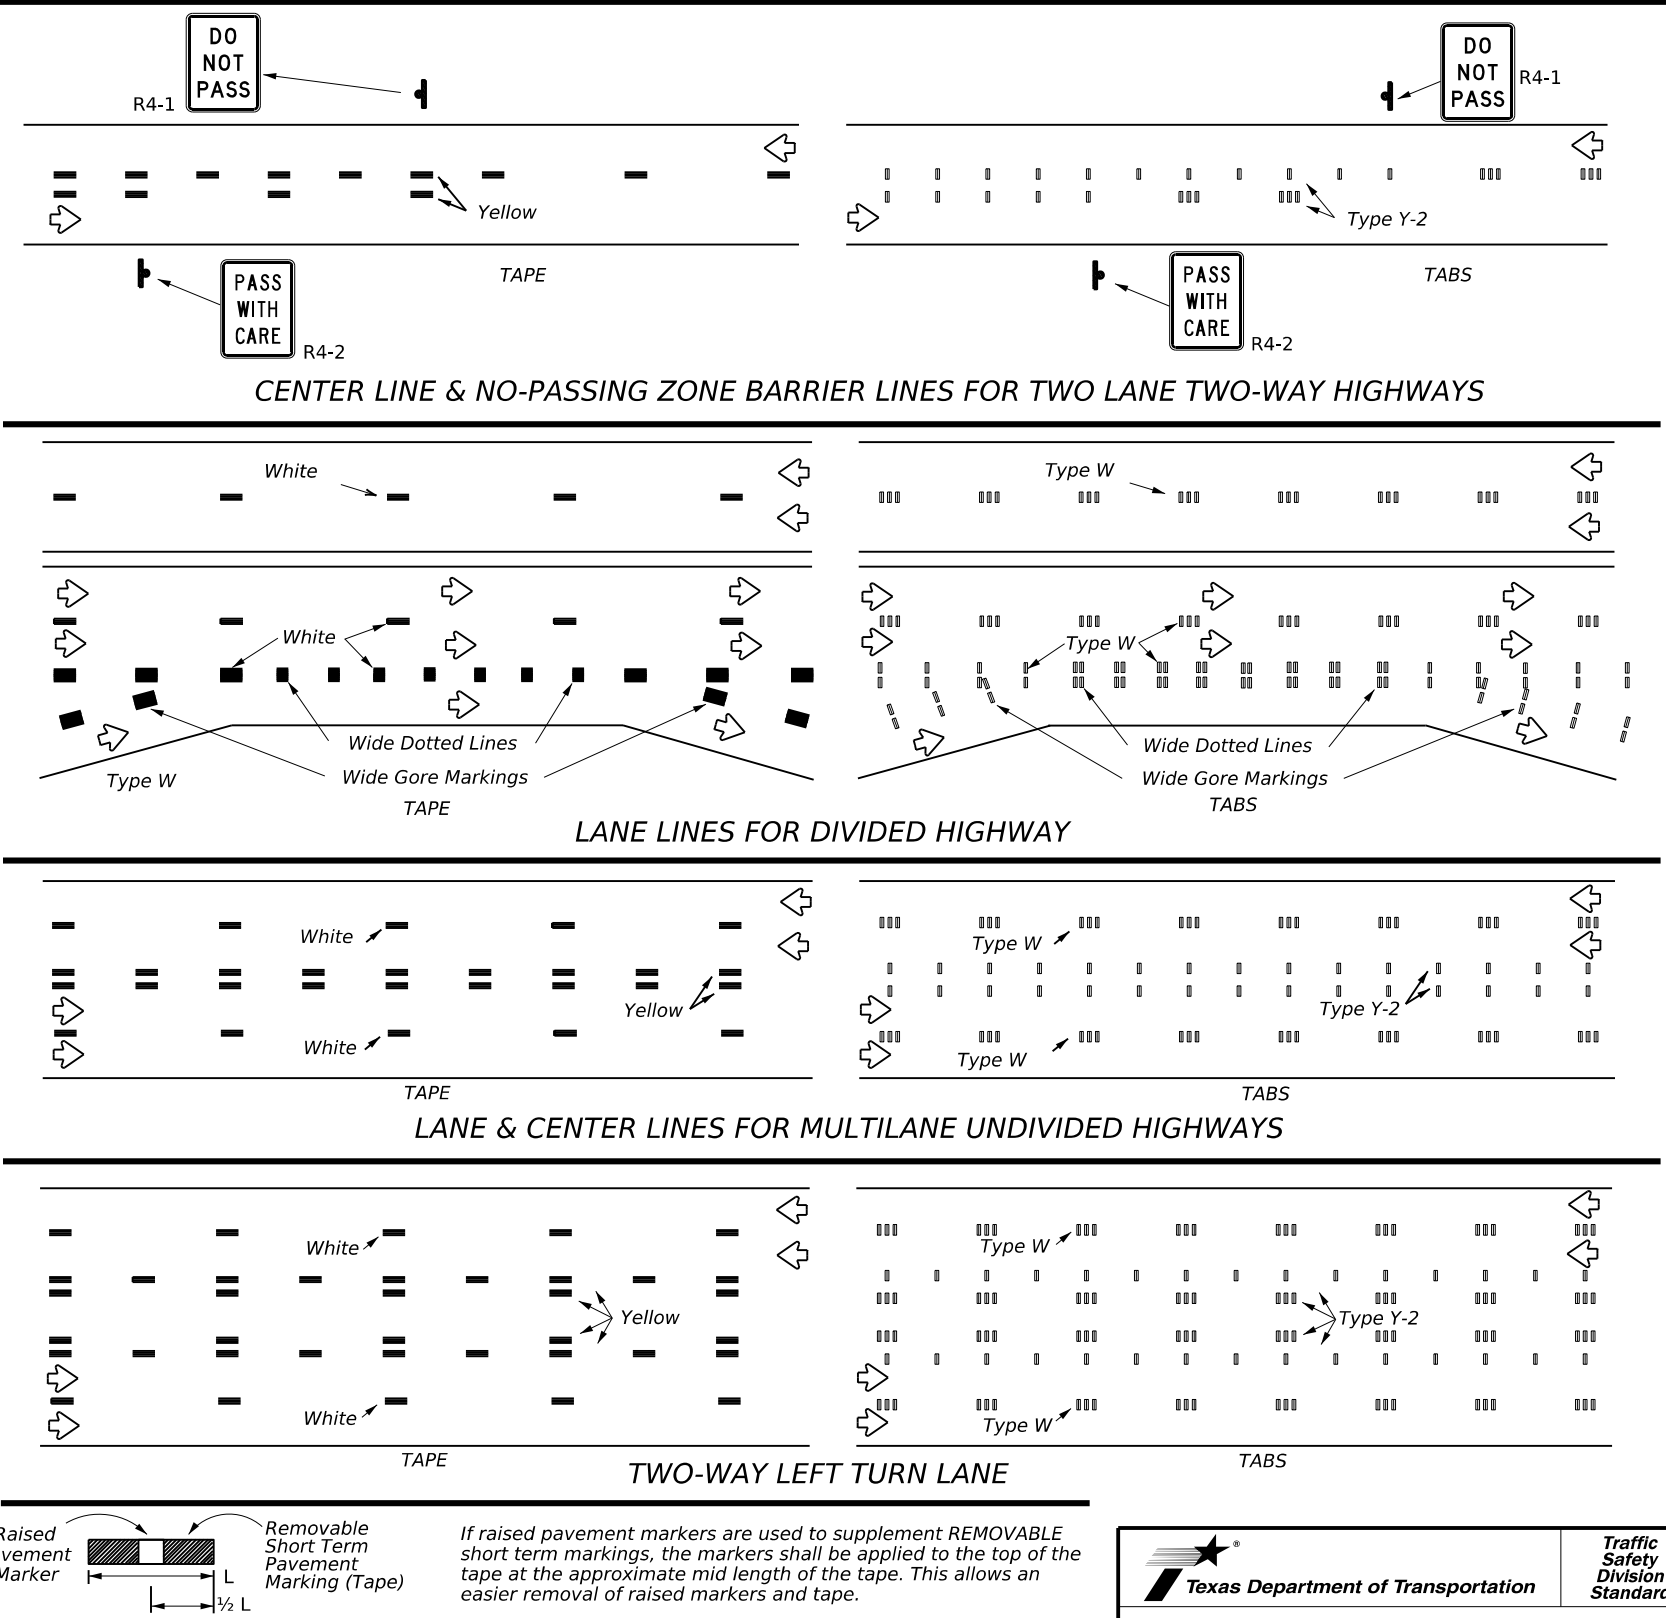 DO
NOT
PASS
R4-1
DO
NOT
PASS
R4-1
Yellow
Type Y-2
PASS
WITH
CARE
R4-2
TAPE
PASS
WITH
CARE
R4-2
TABS
CENTER LINE & NO-PASSING ZONE BARRIER LINES FOR TWO LANE TWO-WAY HIGHWAYS
White
Type W
White
Type W
Wide Dotted Lines
Wide Gore Markings
Type W
TAPE
Wide Dotted Lines
Wide Gore Markings
TABS
LANE LINES FOR DIVIDED HIGHWAY
White
Type W
Yellow
Type Y-2
White
Type W
TAPE
TABS
LANE & CENTER LINES FOR MULTILANE UNDIVIDED HIGHWAYS
White
Type W
Yellow
Type Y-2
White
Type W
TAPE
TABS
TWO-WAY LEFT TURN LANE
Raised
vement
Marker
L
½ L
Removable
Short Term
Pavement
Marking (Tape)
If raised pavement markers are used to supplement REMOVABLE
short term markings, the markers shall be applied to the top of the
tape at the approximate mid length of the tape. This allows an
easier removal of raised markers and tape.
®
Texas Department of Transportation
Traffic
Safety
Division
Standard